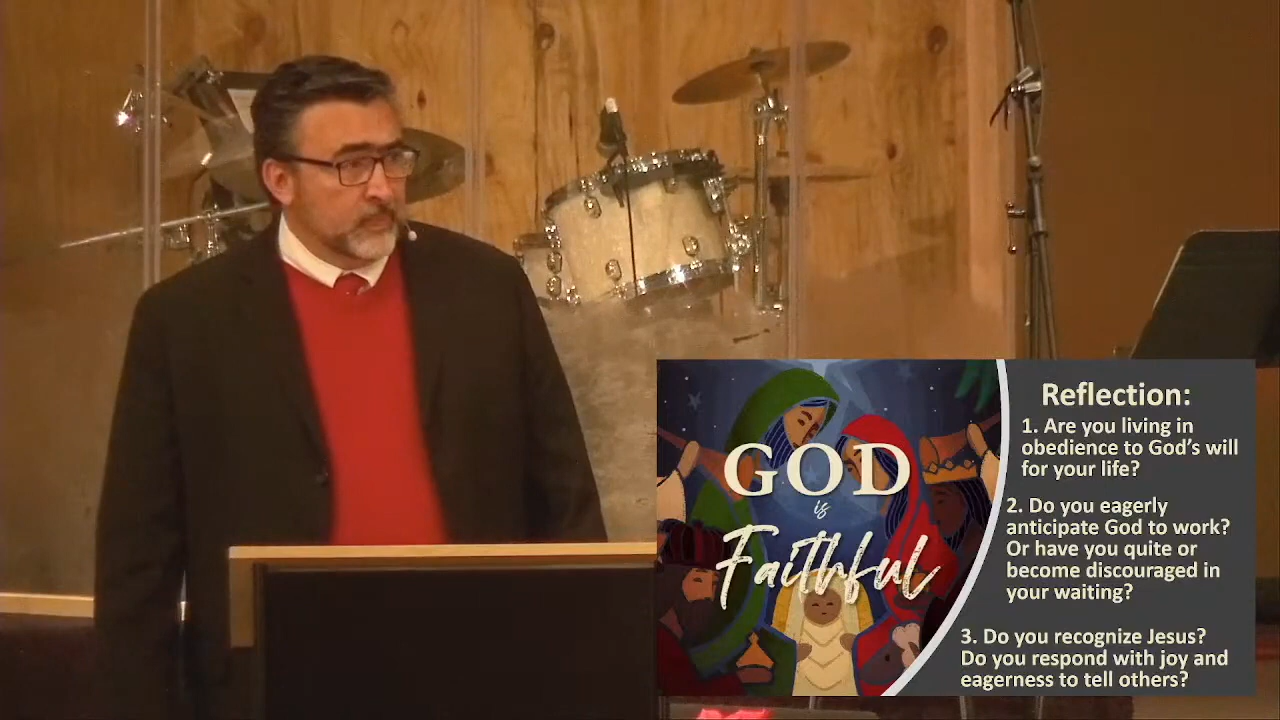 GOD
is
Faithful
Reflection:
1. Are you living in
obedience to God's will
for your life?
2. Do you eagerly
anticipate God to work?
Or have you quite or
become discouraged in
your waiting?
3. Do you recognize Jesus?
Do you respond with joy and
eagerness to tell others?